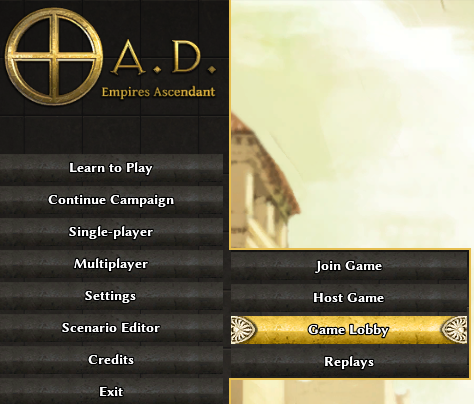 0 A.D.
Empires Ascendant
Learn to Play
Continue Campaign
Single-player
Multiplayer
Settings
Scenario Editor
Credits
Exit
Join Game
Host Game
Game Lobby
Replays